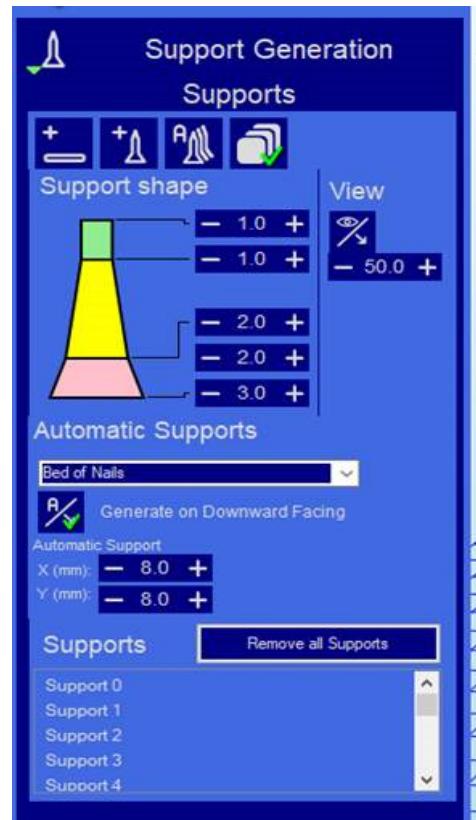 Support Generation
Supports
Support shape
View
− 1.0 +
− 1.0 +
− 50.0 +
− 2.0 +
− 2.0 +
− 3.0 +
Automatic Supports
Bed of Nails
Generate on Downward Facing
Automatic Support
X (mm): − 8.0 +
Y (mm): − 8.0 +
Supports
Remove all Supports
Support 0
Support 1
Support 2
Support 3
Support 4